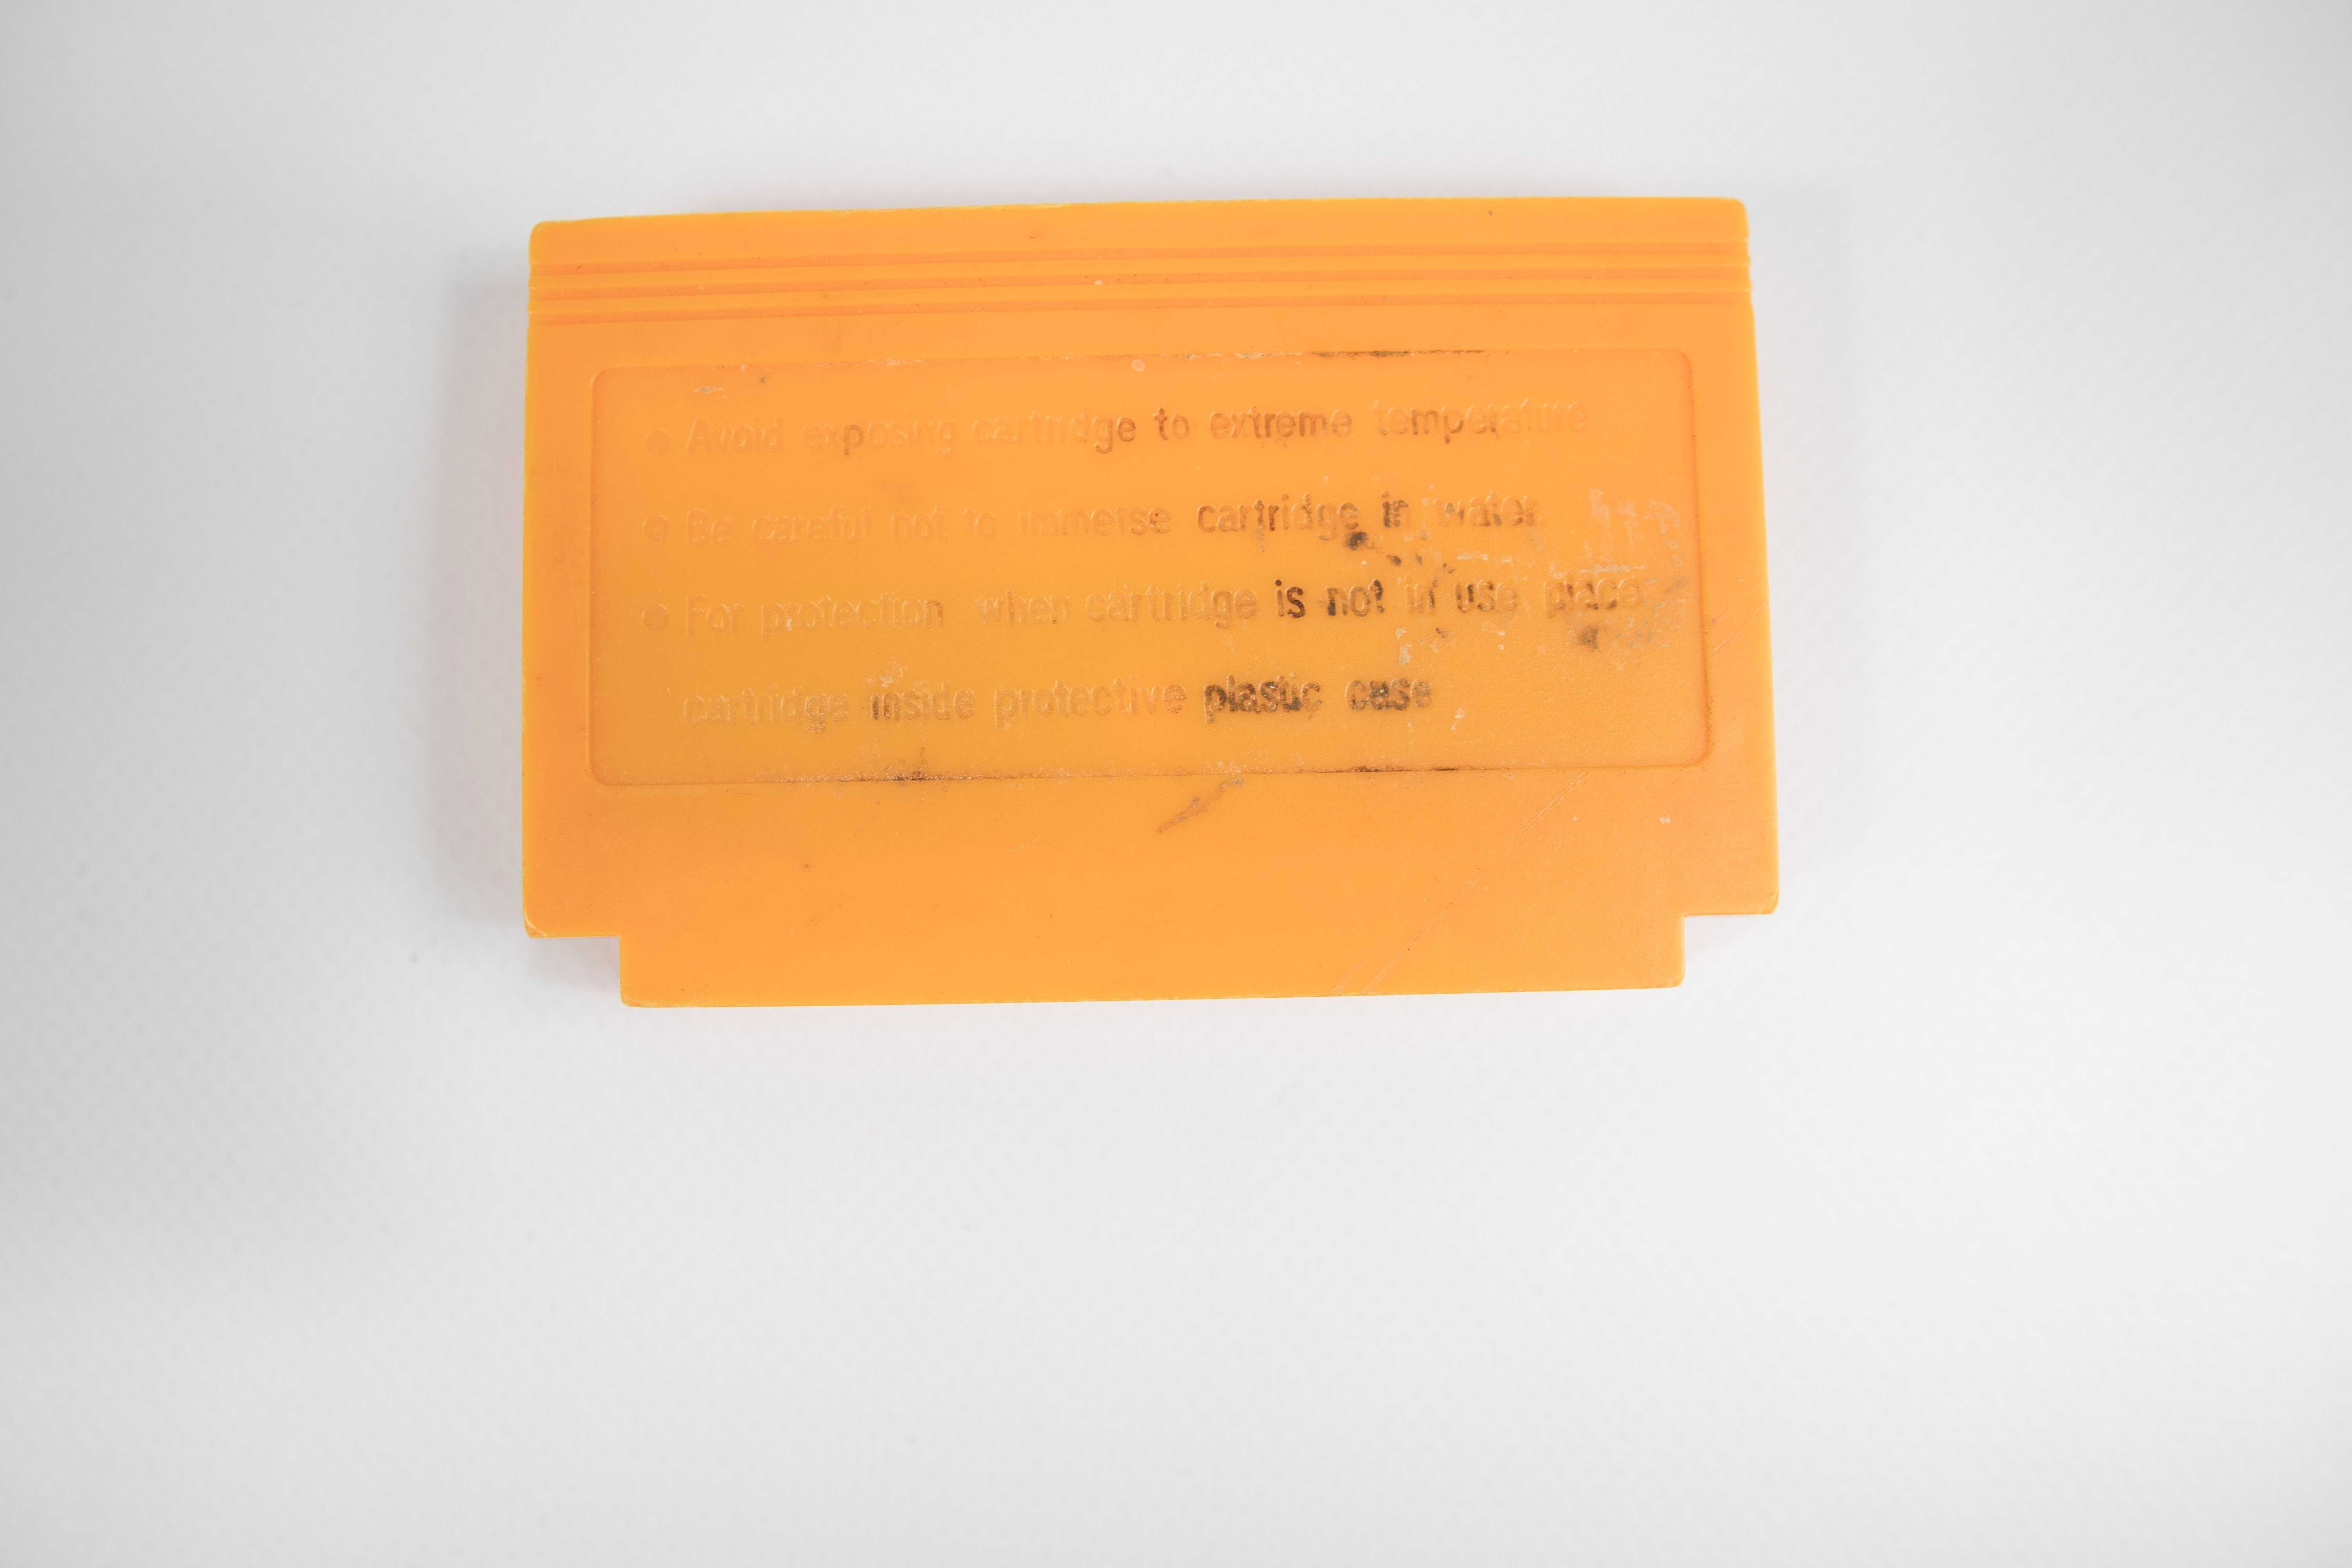 ● Avoid exposing cartridge to extreme temperature
● Be careful not to immerse cartridge in water
● For protection when cartridge is not in use place
cartridge inside protective plastic case